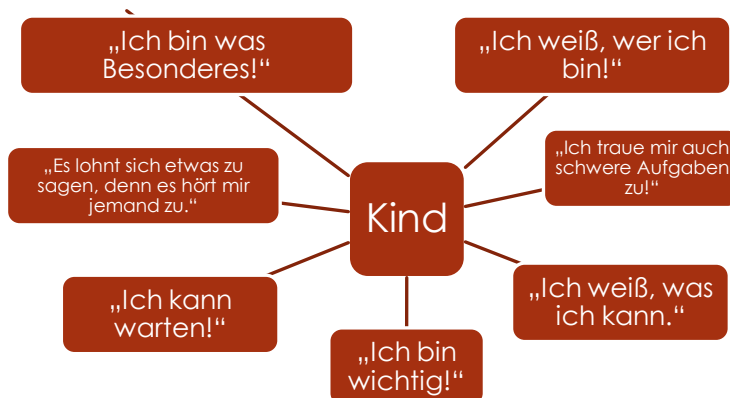 „Ich bin was
Besonderes!“
„Ich weiß, wer ich
bin!“
„Es lohnt sich etwas zu
sagen, denn es hört mir
jemand zu.“
„Ich traue mir auch
schwere Aufgaben
zu!“
Kind
„Ich kann
warten!“
„Ich weiß, was
ich kann.“
„Ich bin
wichtig!“